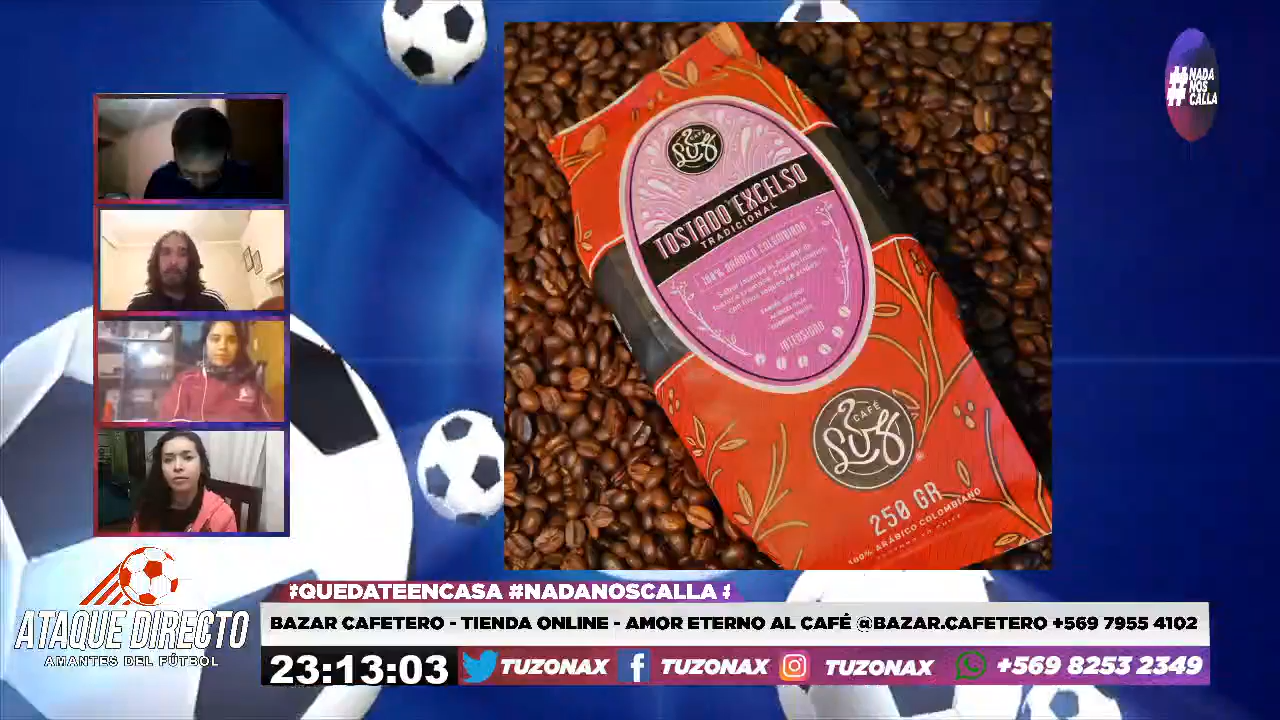 #NADA
NOS
CALLA
CAFÉ
Luz
TOSTADO EXCELSO
TRADICIONAL
100% ARÁBICO COLOMBIANO
INTENSIDAD
CAFÉ
Luz
250 GR
100% ARÁBICO COLOMBIANO
ATAQUE DIRECTO
AMANTES DEL FÚTBOL
#QUEDATEENCASA #NADANOSCALLA #
BAZAR CAFETERO - TIENDA ONLINE - AMOR ETERNO AL CAFÉ @BAZAR.CAFETERO +569 7955 4102
23:13:03 TUZONAX TUZONAX TUZONAX +569 8253 2349